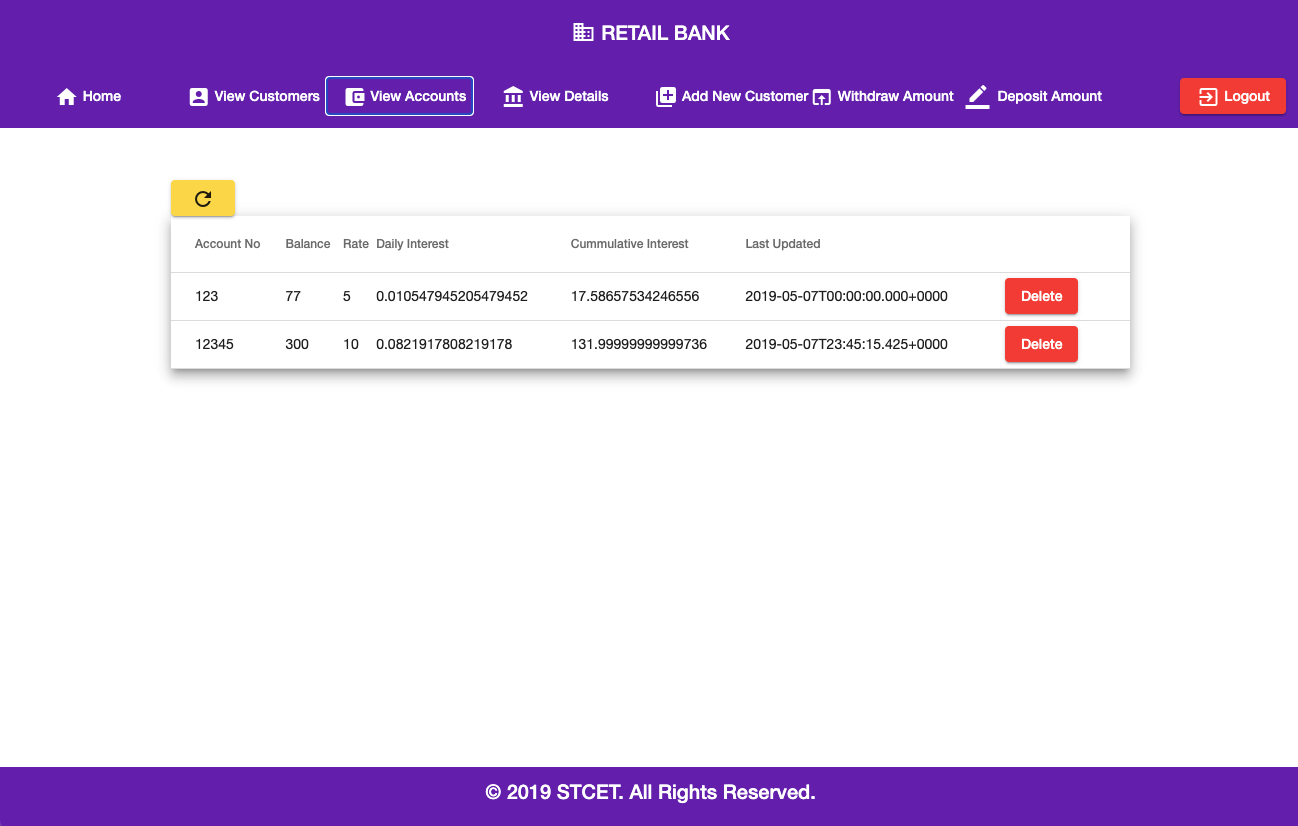 RETAIL BANK
Home View Customers View Accounts View Details Add New Customer Withdraw Amount Deposit Amount Logout
Account No Balance Rate Daily Interest Cummulative Interest Last Updated
123 77 5 0.010547945205479452 17.58657534246556 2019-05-07T00:00:00.000+0000 Delete
12345 300 10 0.0821917808219178 131.99999999999736 2019-05-07T23:45:15.425+0000 Delete
© 2019 STCET. All Rights Reserved.